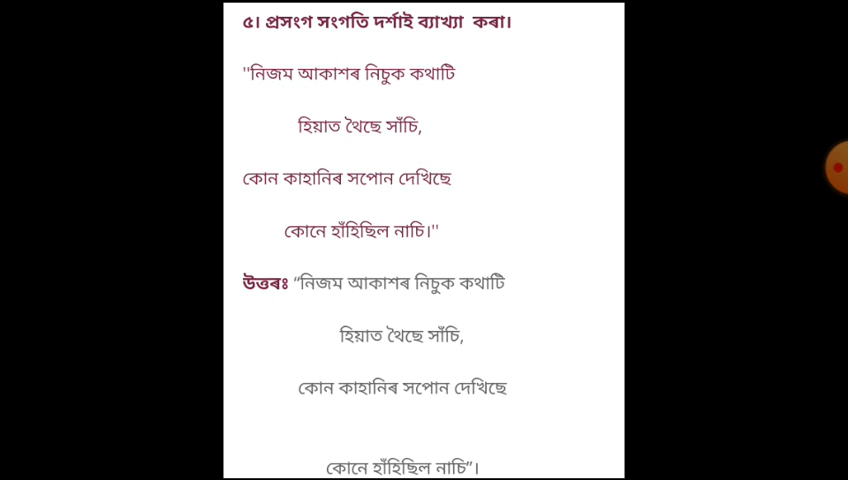 ৫। প্ৰসংগ সংগতি দৰ্শাই ব্যাখ্যা কৰা।
''নিজম আকাশৰ নিচুক কথাটি
হিয়াত থৈছে সাঁচি,
কোন কাহানিৰ সপোন দেখিছে
কোনে হাঁহিছিল নাচি।''
উত্তৰঃ “নিজম আকাশৰ নিচুক কথাটি
হিয়াত থৈছে সাঁচি,
কোন কাহানিৰ সপোন দেখিছে
কোনে হাঁহিছিল নাচি”।